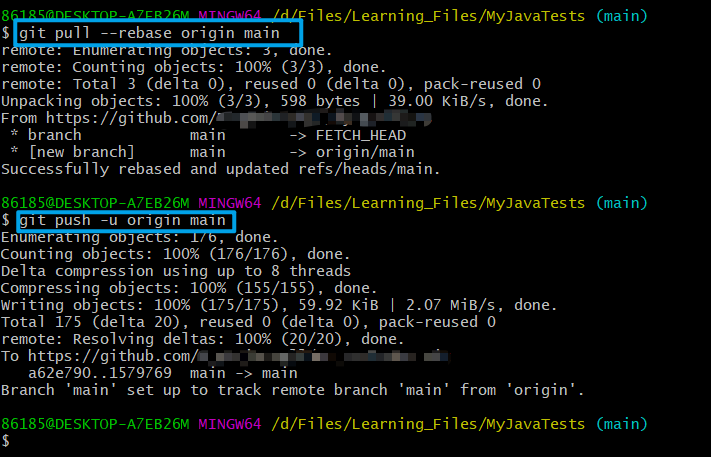 86185@DESKTOP-A7EB26M MINGW64 /d/Files/Learning_Files/MyJavaTests (main)
$ git pull --rebase origin main
remote: Enumerating objects: 3, done.
remote: Counting objects: 100% (3/3), done.
remote: Total 3 (delta 0), reused 0 (delta 0), pack-reused 0
Unpacking objects: 100% (3/3), 598 bytes | 39.00 KiB/s, done.
From https://github.com/
 * branch            main       -> FETCH_HEAD
 * [new branch]      main       -> origin/main
Successfully rebased and updated refs/heads/main.
86185@DESKTOP-A7EB26M MINGW64 /d/Files/Learning_Files/MyJavaTests (main)
$ git push -u origin main
Enumerating objects: 176, done.
Counting objects: 100% (176/176), done.
Delta compression using up to 8 threads
Compressing objects: 100% (155/155), done.
Writing objects: 100% (175/175), 59.92 KiB | 2.07 MiB/s, done.
Total 175 (delta 20), reused 0 (delta 0), pack-reused 0
remote: Resolving deltas: 100% (20/20), done.
To https://github.com/
   a62e790..1579769  main -> main
Branch 'main' set up to track remote branch 'main' from 'origin'.
86185@DESKTOP-A7EB26M MINGW64 /d/Files/Learning_Files/MyJavaTests (main)
$